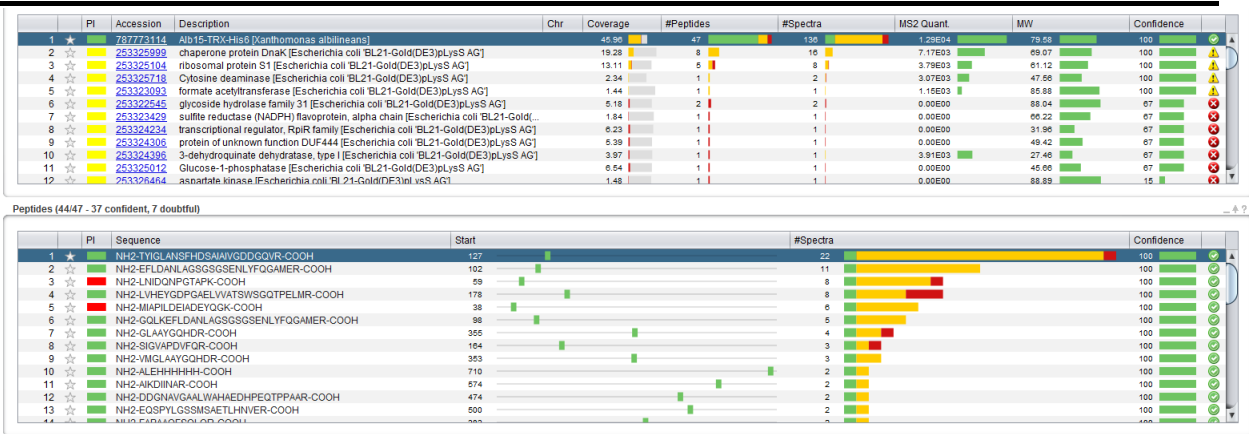 PI Accession Description Chr Coverage #Peptides #Spectra MS2 Quant. MW Confidence
1 787773114 Alb15-TRX-His6 [Xanthomonas albilineans] 45.96 47 136 1.29E04 79.58 100
2 253325999 chaperone protein DnaK [Escherichia coli 'BL21-Gold(DE3)pLysS AG'] 19.28 8 16 7.17E03 69.07 100
3 253325104 ribosomal protein S1 [Escherichia coli 'BL21-Gold(DE3)pLysS AG'] 13.11 5 8 3.79E03 61.12 100
4 253325718 Cytosine deaminase [Escherichia coli 'BL21-Gold(DE3)pLysS AG'] 2.34 1 2 3.07E03 47.56 100
5 253323093 formate acetyltransferase [Escherichia coli 'BL21-Gold(DE3)pLysS AG'] 1.44 1 1 1.15E03 85.88 100
6 253322545 glycoside hydrolase family 31 [Escherichia coli 'BL21-Gold(DE3)pLysS AG'] 5.18 2 2 0.00E00 88.04 67
7 253323429 sulfite reductase (NADPH) flavoprotein, alpha chain [Escherichia coli 'BL21-Gold(... 1.84 1 1 0.00E00 66.22 67
8 253324234 transcriptional regulator, RpiR family [Escherichia coli 'BL21-Gold(DE3)pLysS AG'] 6.23 1 1 0.00E00 31.96 67
9 253324306 protein of unknown function DUF444 [Escherichia coli 'BL21-Gold(DE3)pLysS AG'] 5.39 1 1 0.00E00 49.42 67
10 253324396 3-dehydroquinate dehydratase, type I [Escherichia coli 'BL21-Gold(DE3)pLysS AG'] 3.97 1 1 3.91E03 27.46 67
11 253325012 Glucose-1-phosphatase [Escherichia coli 'BL21-Gold(DE3)pLysS AG'] 6.54 1 1 0.00E00 45.66 67
12 253326464 aspartate kinase [Escherichia coli 'BL21-Gold(DE3)pLysS AG'] 1.48 1 1 0.00E00 88.89 15
Peptides (44/47 - 37 confident, 7 doubtful)
PI Sequence Start #Spectra Confidence
1 NH2-TYIGLANSFHDSAIAIVGDDGQVR-COOH 127 22 100
2 NH2-EFLDANLAGSGSGSENLYFQGAMER-COOH 102 11 100
3 NH2-LNIDQNPGTAPK-COOH 59 8 100
4 NH2-LVHEYGDPGAELVVATSWSGQTPELMR-COOH 178 8 100
5 NH2-MIAPILDEIADEYQGK-COOH 38 6 100
6 NH2-GQLKEFLDANLAGSGSGSENLYFQGAMER-COOH 98 5 100
7 NH2-GLAAYGQHDR-COOH 355 4 100
8 NH2-SIGVAPDVFQR-COOH 164 3 100
9 NH2-VMGLAAYGQHDR-COOH 353 3 100
10 NH2-ALEHHHHHH-COOH 710 2 100
11 NH2-AIKDIINAR-COOH 574 2 100
12 NH2-DDGNAVGAALWAHAEDHPEQTPPAAR-COOH 474 2 100
13 NH2-EQSPYLGSSMSAETLHNVER-COOH 500 2 100